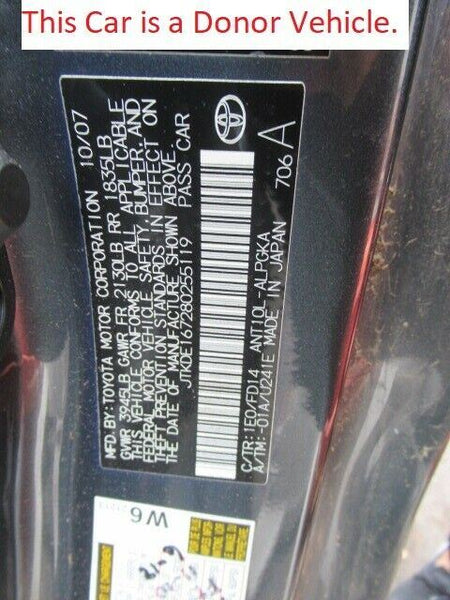 This Car is a Donor Vehicle.
MFD. BY: TOYOTA MOTOR CORPORATION 10/07
GVWR 3945LB GAWR FR 2130LB RR 1835LB
THIS VEHICLE CONFORMS TO ALL APPLICABLE
FEDERAL MOTOR VEHICLE SAFETY, BUMPER, AND
THEFT PREVENTION STANDARDS IN EFFECT ON
THE DATE OF MANUFACTURE SHOWN ABOVE.
JTKDE167280255119 PASS CAR
C/TR:1E0/FD14 ANT10L-ALPGKA 706 A
A/TM:-01A/U241E MADE IN JAPAN
W6